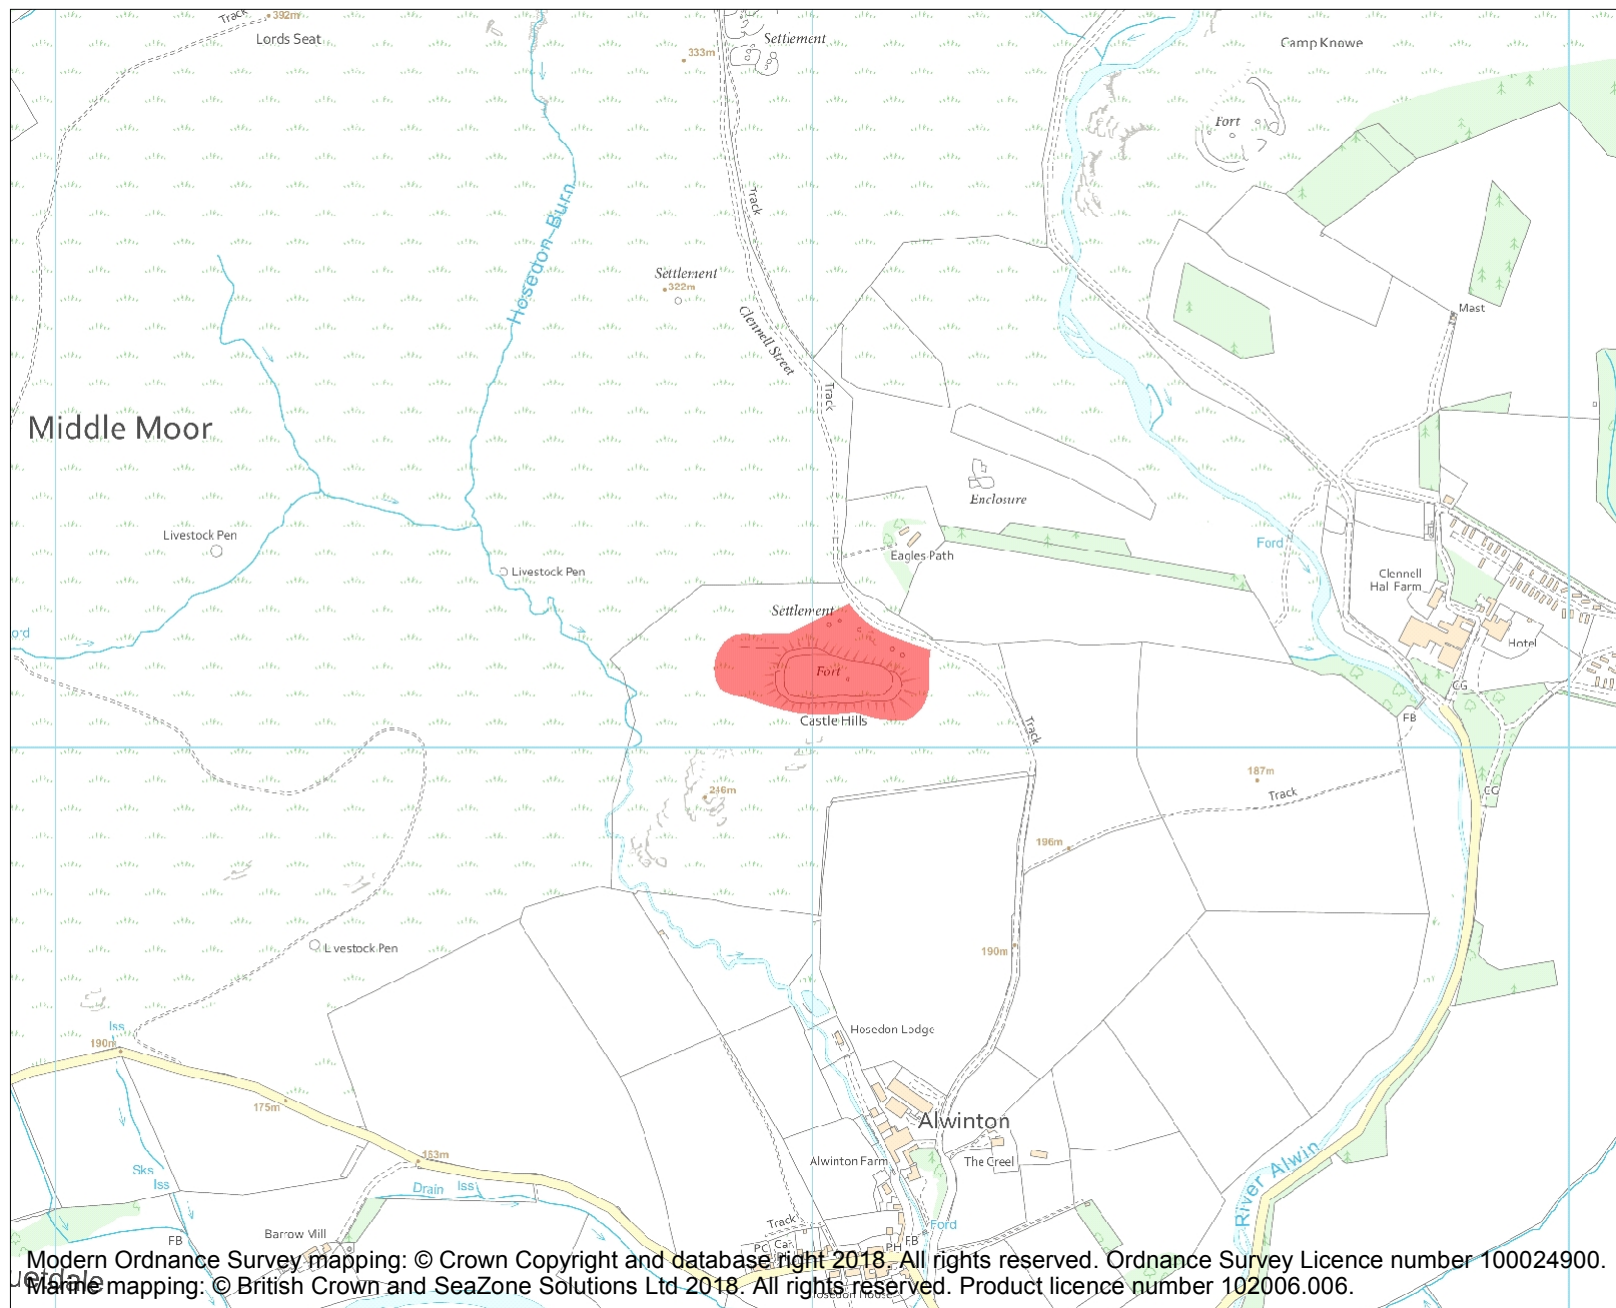 Track
392m
Lords Seat
333m
Settlement
Camp Knowe
Fort
Track
Hosedon Burn
Settlement
322m
Clennell Street
Mast
Track
Middle Moor
Enclosure
Livestock Pen
Livestock Pen
Eagles Path
Ford
Clennell
Hal Farm
Settlement
Hotel
Fort
CG
Castle Hills
FB
Track
187m
Track
CG
216m
196m
L vestock Pen
190m
Iss
190m
Hosedon Lodge
175m
Alwinton
163m
Alwinton Farm
The Creel
Sks
Iss
Drain
Iss
River Alwin
Track
Ford
Barrow Mill
FB
FB
PC
PH
Modern Ordnance Survey mapping: © Crown Copyright and database right 2018. All rights reserved. Ordnance Survey Licence number 100024900.
Marine mapping: © British Crown and SeaZone Solutions Ltd 2018. All rights reserved. Product licence number 102006.006.